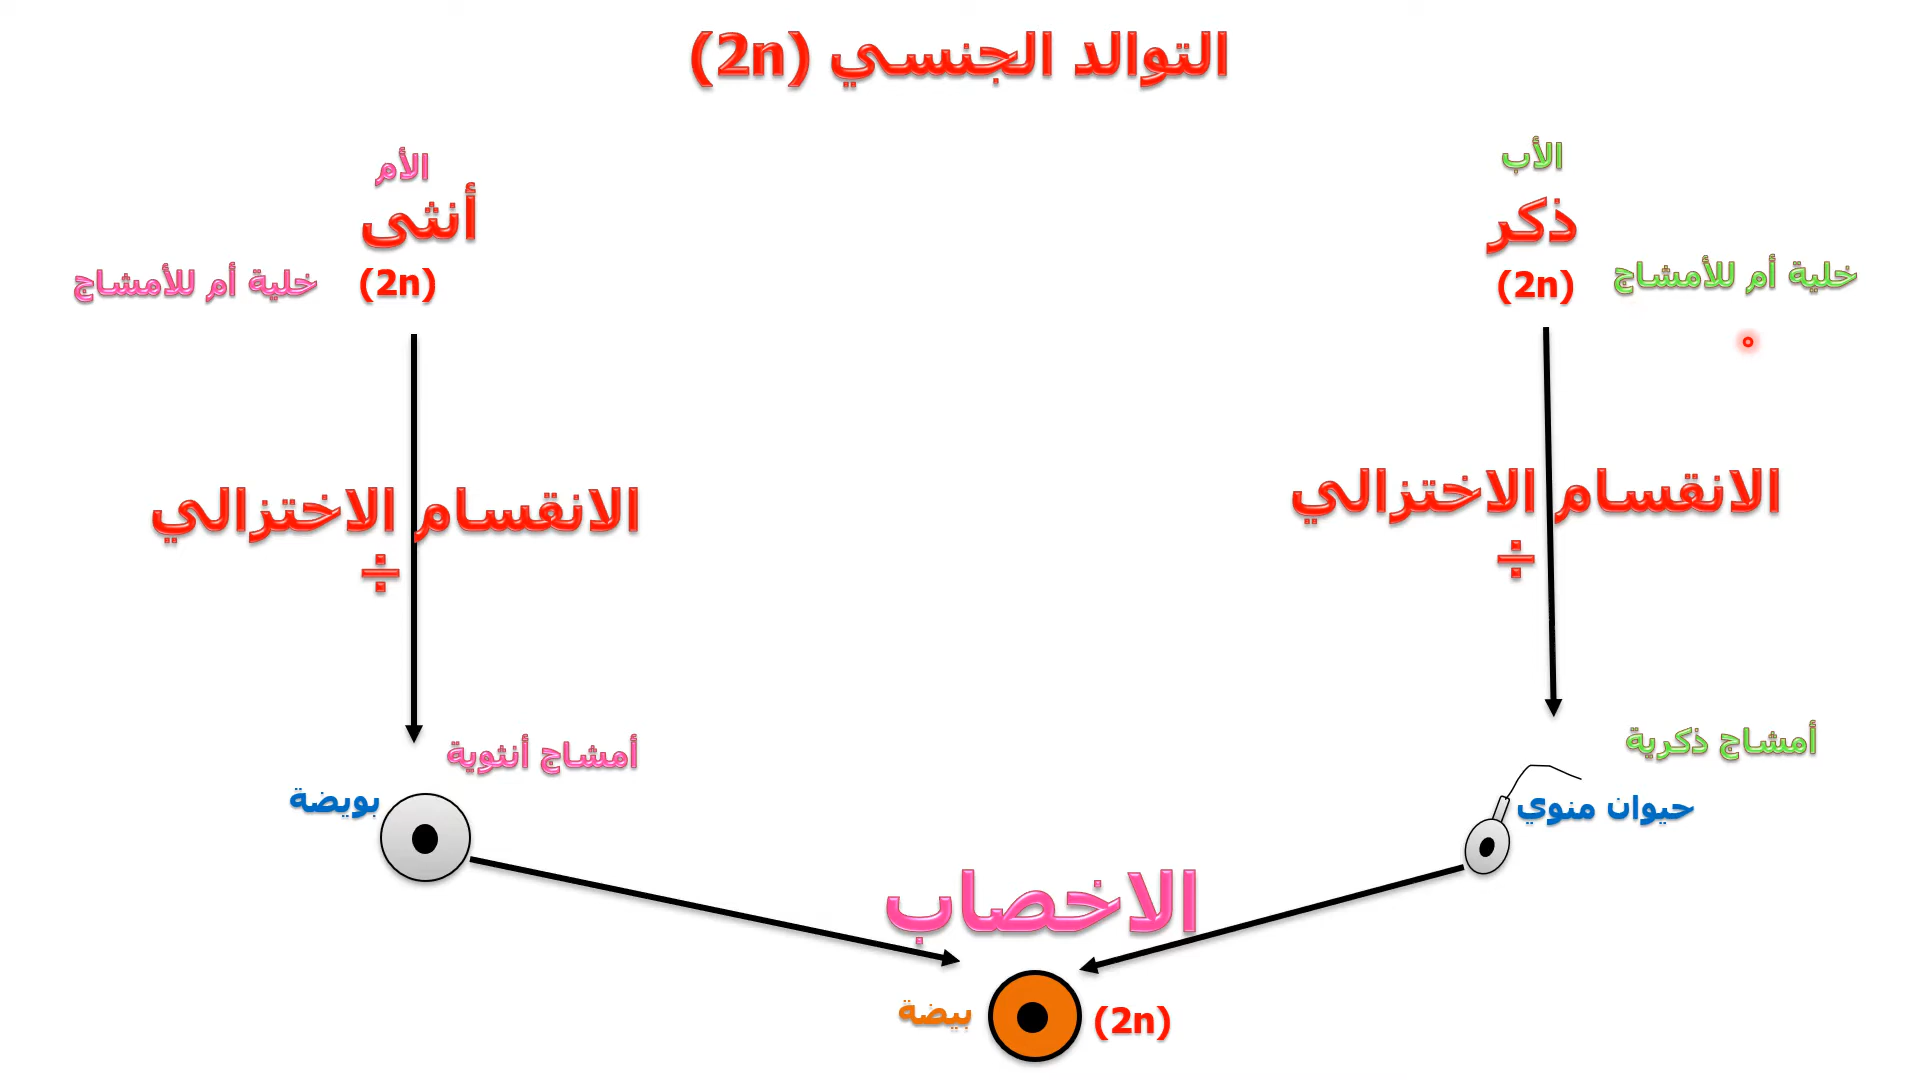 التوالد الجنسي (2n)
الأب
ذكر
(2n)
خلية أم للأمشاج
الأم
أنثى
(2n)
خلية أم للأمشاج
الانقسام الاختزالي
÷
الانقسام الاختزالي
÷
أمشاج ذكرية
حيوان منوي
أمشاج أنثوية
بويضة
الاخصاب
بيضة
(2n)